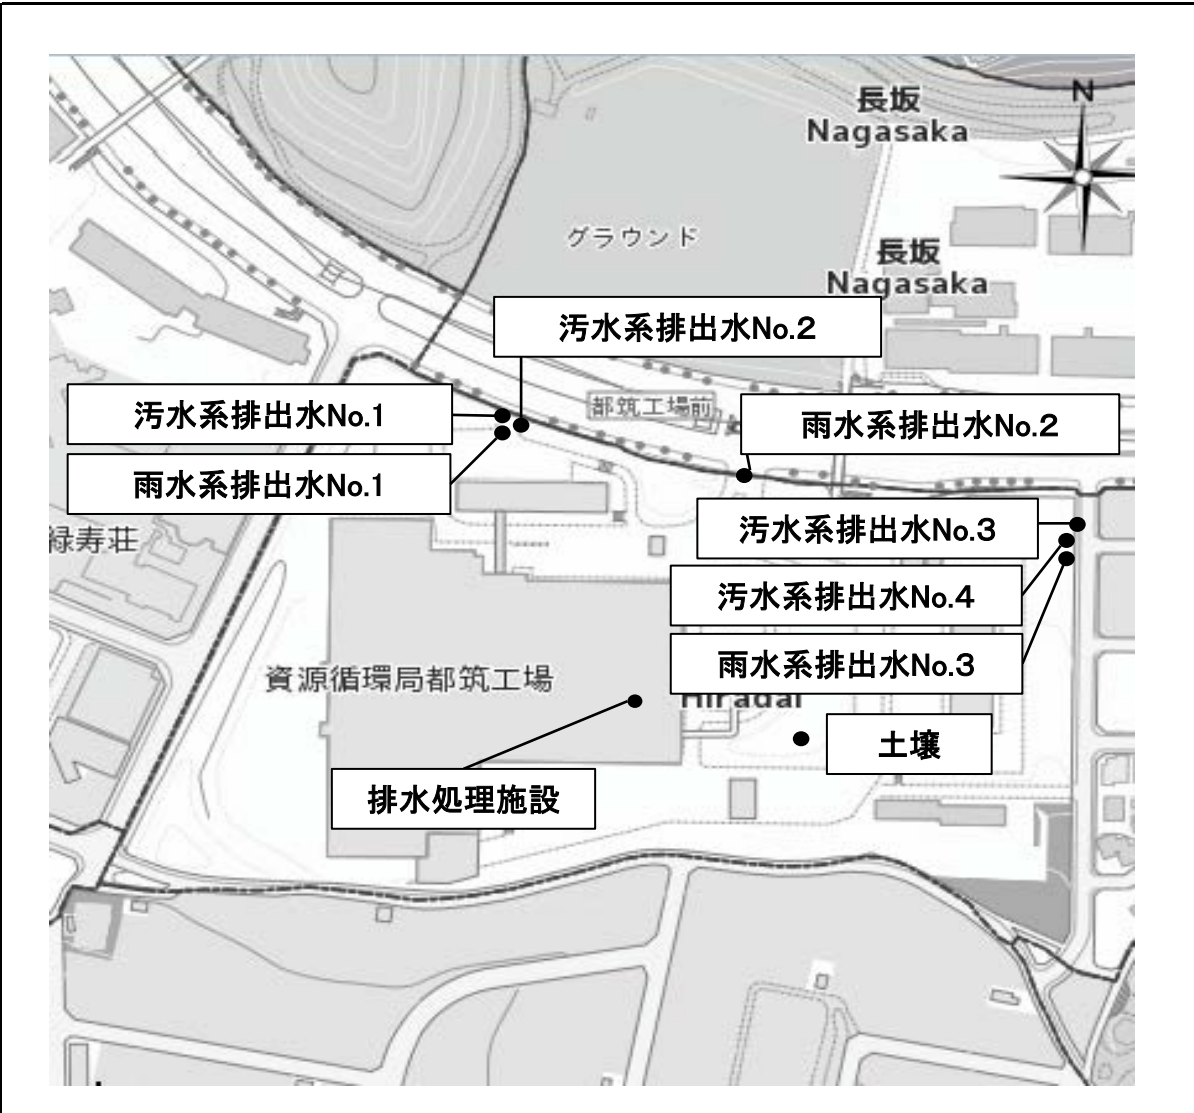 長坂
Nagasaka
N
グラウンド
長坂
Nagasaka
汚水系排出水No.2
汚水系排出水No.1
都筑工場前
雨水系排出水No.2
雨水系排出水No.1
汚水系排出水No.3
緑寿荘
汚水系排出水No.4
雨水系排出水No.3
資源循環局都筑工場
Hiradai
土壌
排水処理施設